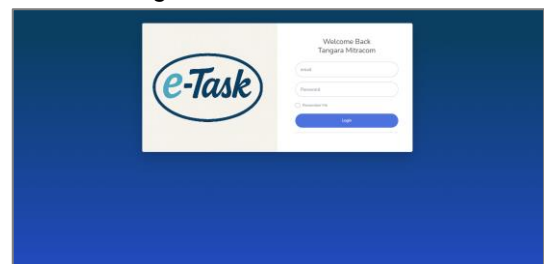 e-Task
Welcome Back
Tangara Mitracom
email
Password
Remember Me
Login